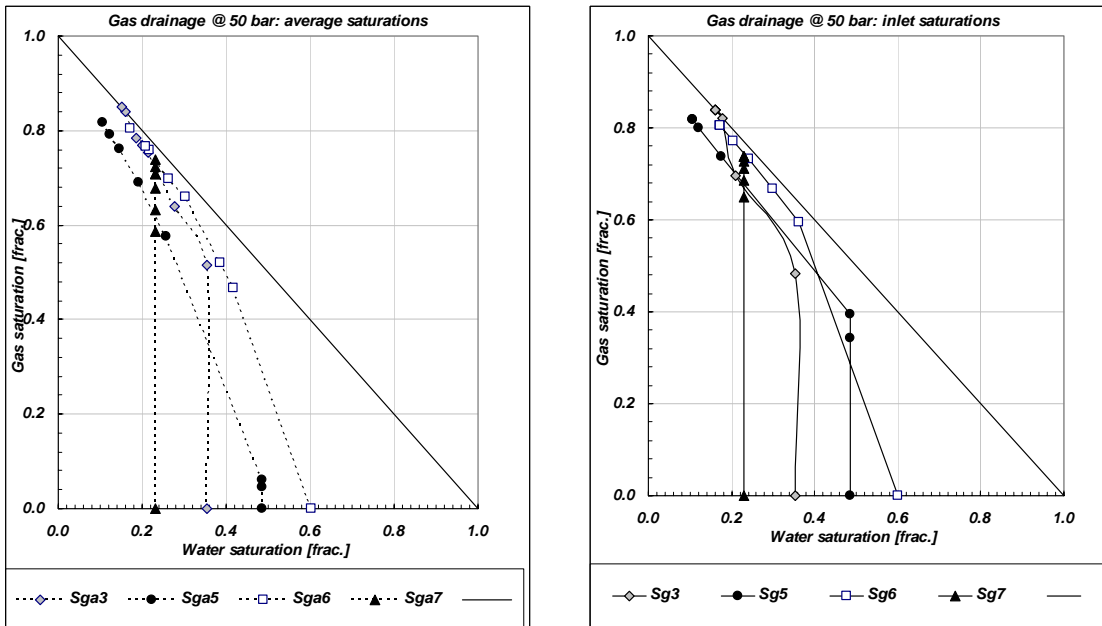 Gas drainage @ 50 bar: average saturations
1.0
0.8
0.6
0.4
0.2
0.0
Gas saturation [frac.]
0.0 0.2 0.4 0.6 0.8 1.0
Water saturation [frac.]
Sga3 Sga5 Sga6 Sga7
Gas drainage @ 50 bar: inlet saturations
1.0
0.8
0.6
0.4
0.2
0.0
Gas saturation [frac.]
0.0 0.2 0.4 0.6 0.8 1.0
Water saturation [frac.]
Sg3 Sg5 Sg6 Sg7